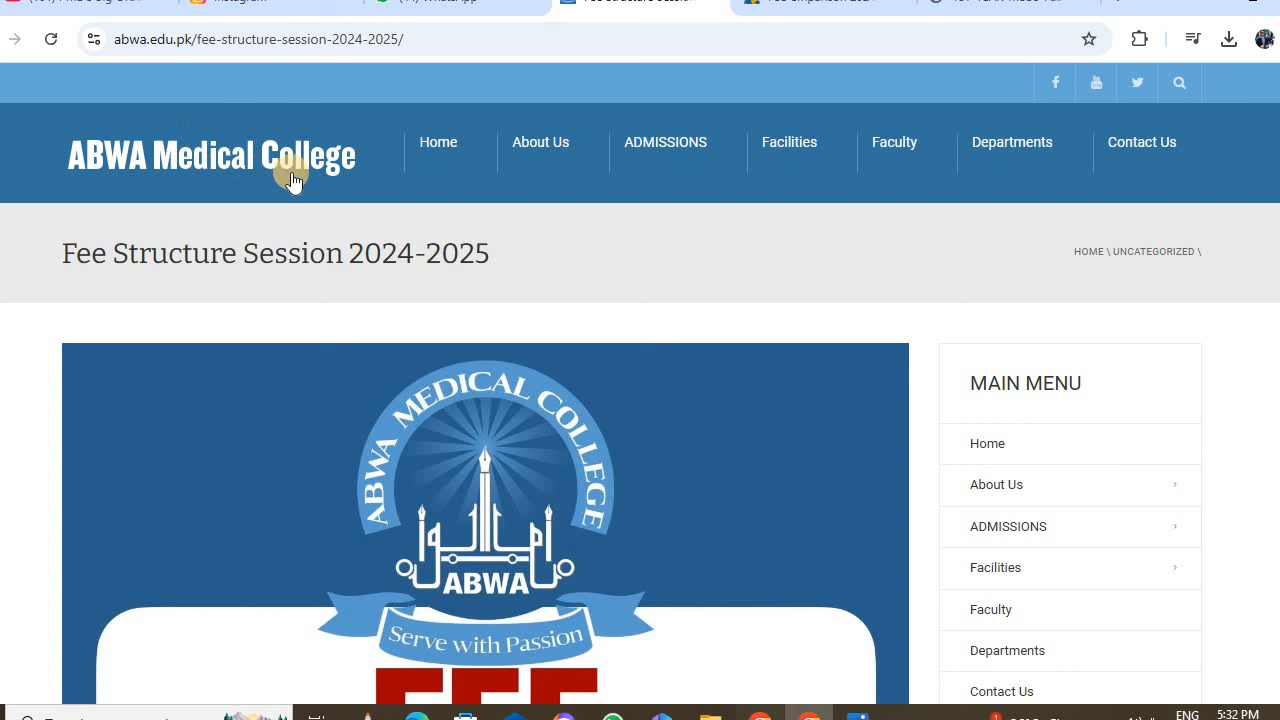 abwa.edu.pk/fee-structure-session-2024-2025/
ABWA Medical College
Home
About Us
ADMISSIONS
Facilities
Faculty
Departments
Contact Us
Fee Structure Session 2024-2025
HOME \ UNCATEGORIZED \
ABWA MEDICAL COLLEGE
ABWA
Serve with Passion
MAIN MENU
Home
About Us
ADMISSIONS
Facilities
Faculty
Departments
Contact Us
ENG
5:32 PM